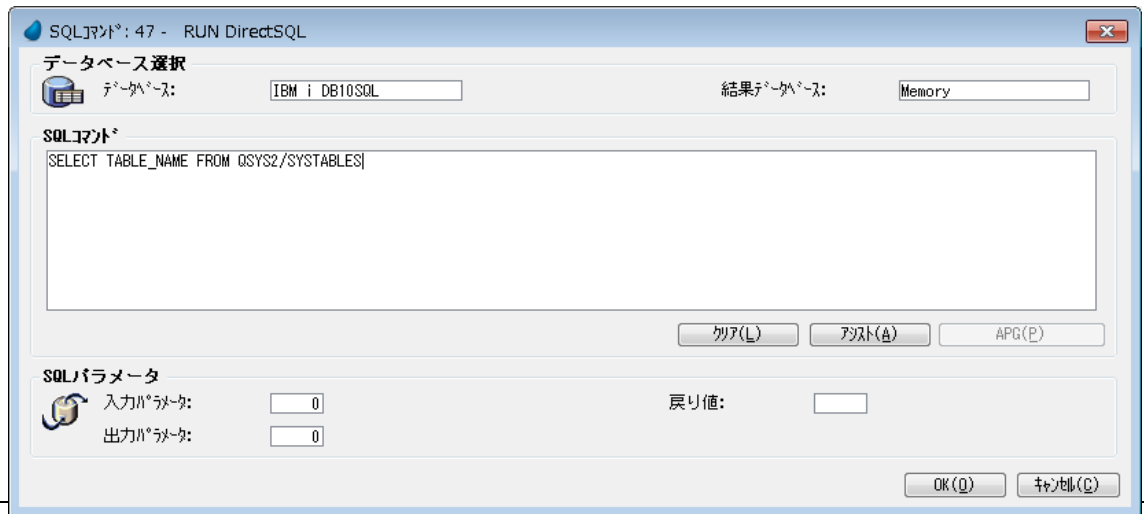 SQLｺﾏﾝﾄﾞ: 47 - RUN DirectSQL
データベース選択
ﾃﾞｰﾀﾍﾞｰｽ: IBM i DB10SQL 結果ﾃﾞｰﾀﾍﾞｰｽ: Memory
SQLｺﾏﾝﾄﾞ
SELECT TABLE_NAME FROM QSYS2/SYSTABLES
ｸﾘｱ(L) ｱｼｽﾄ(A) APG(P)
SQLパラメータ
入力ﾊﾟﾗﾒｰﾀ: 0 戻り値:
出力ﾊﾟﾗﾒｰﾀ: 0
OK(O) ｷｬﾝｾﾙ(C)